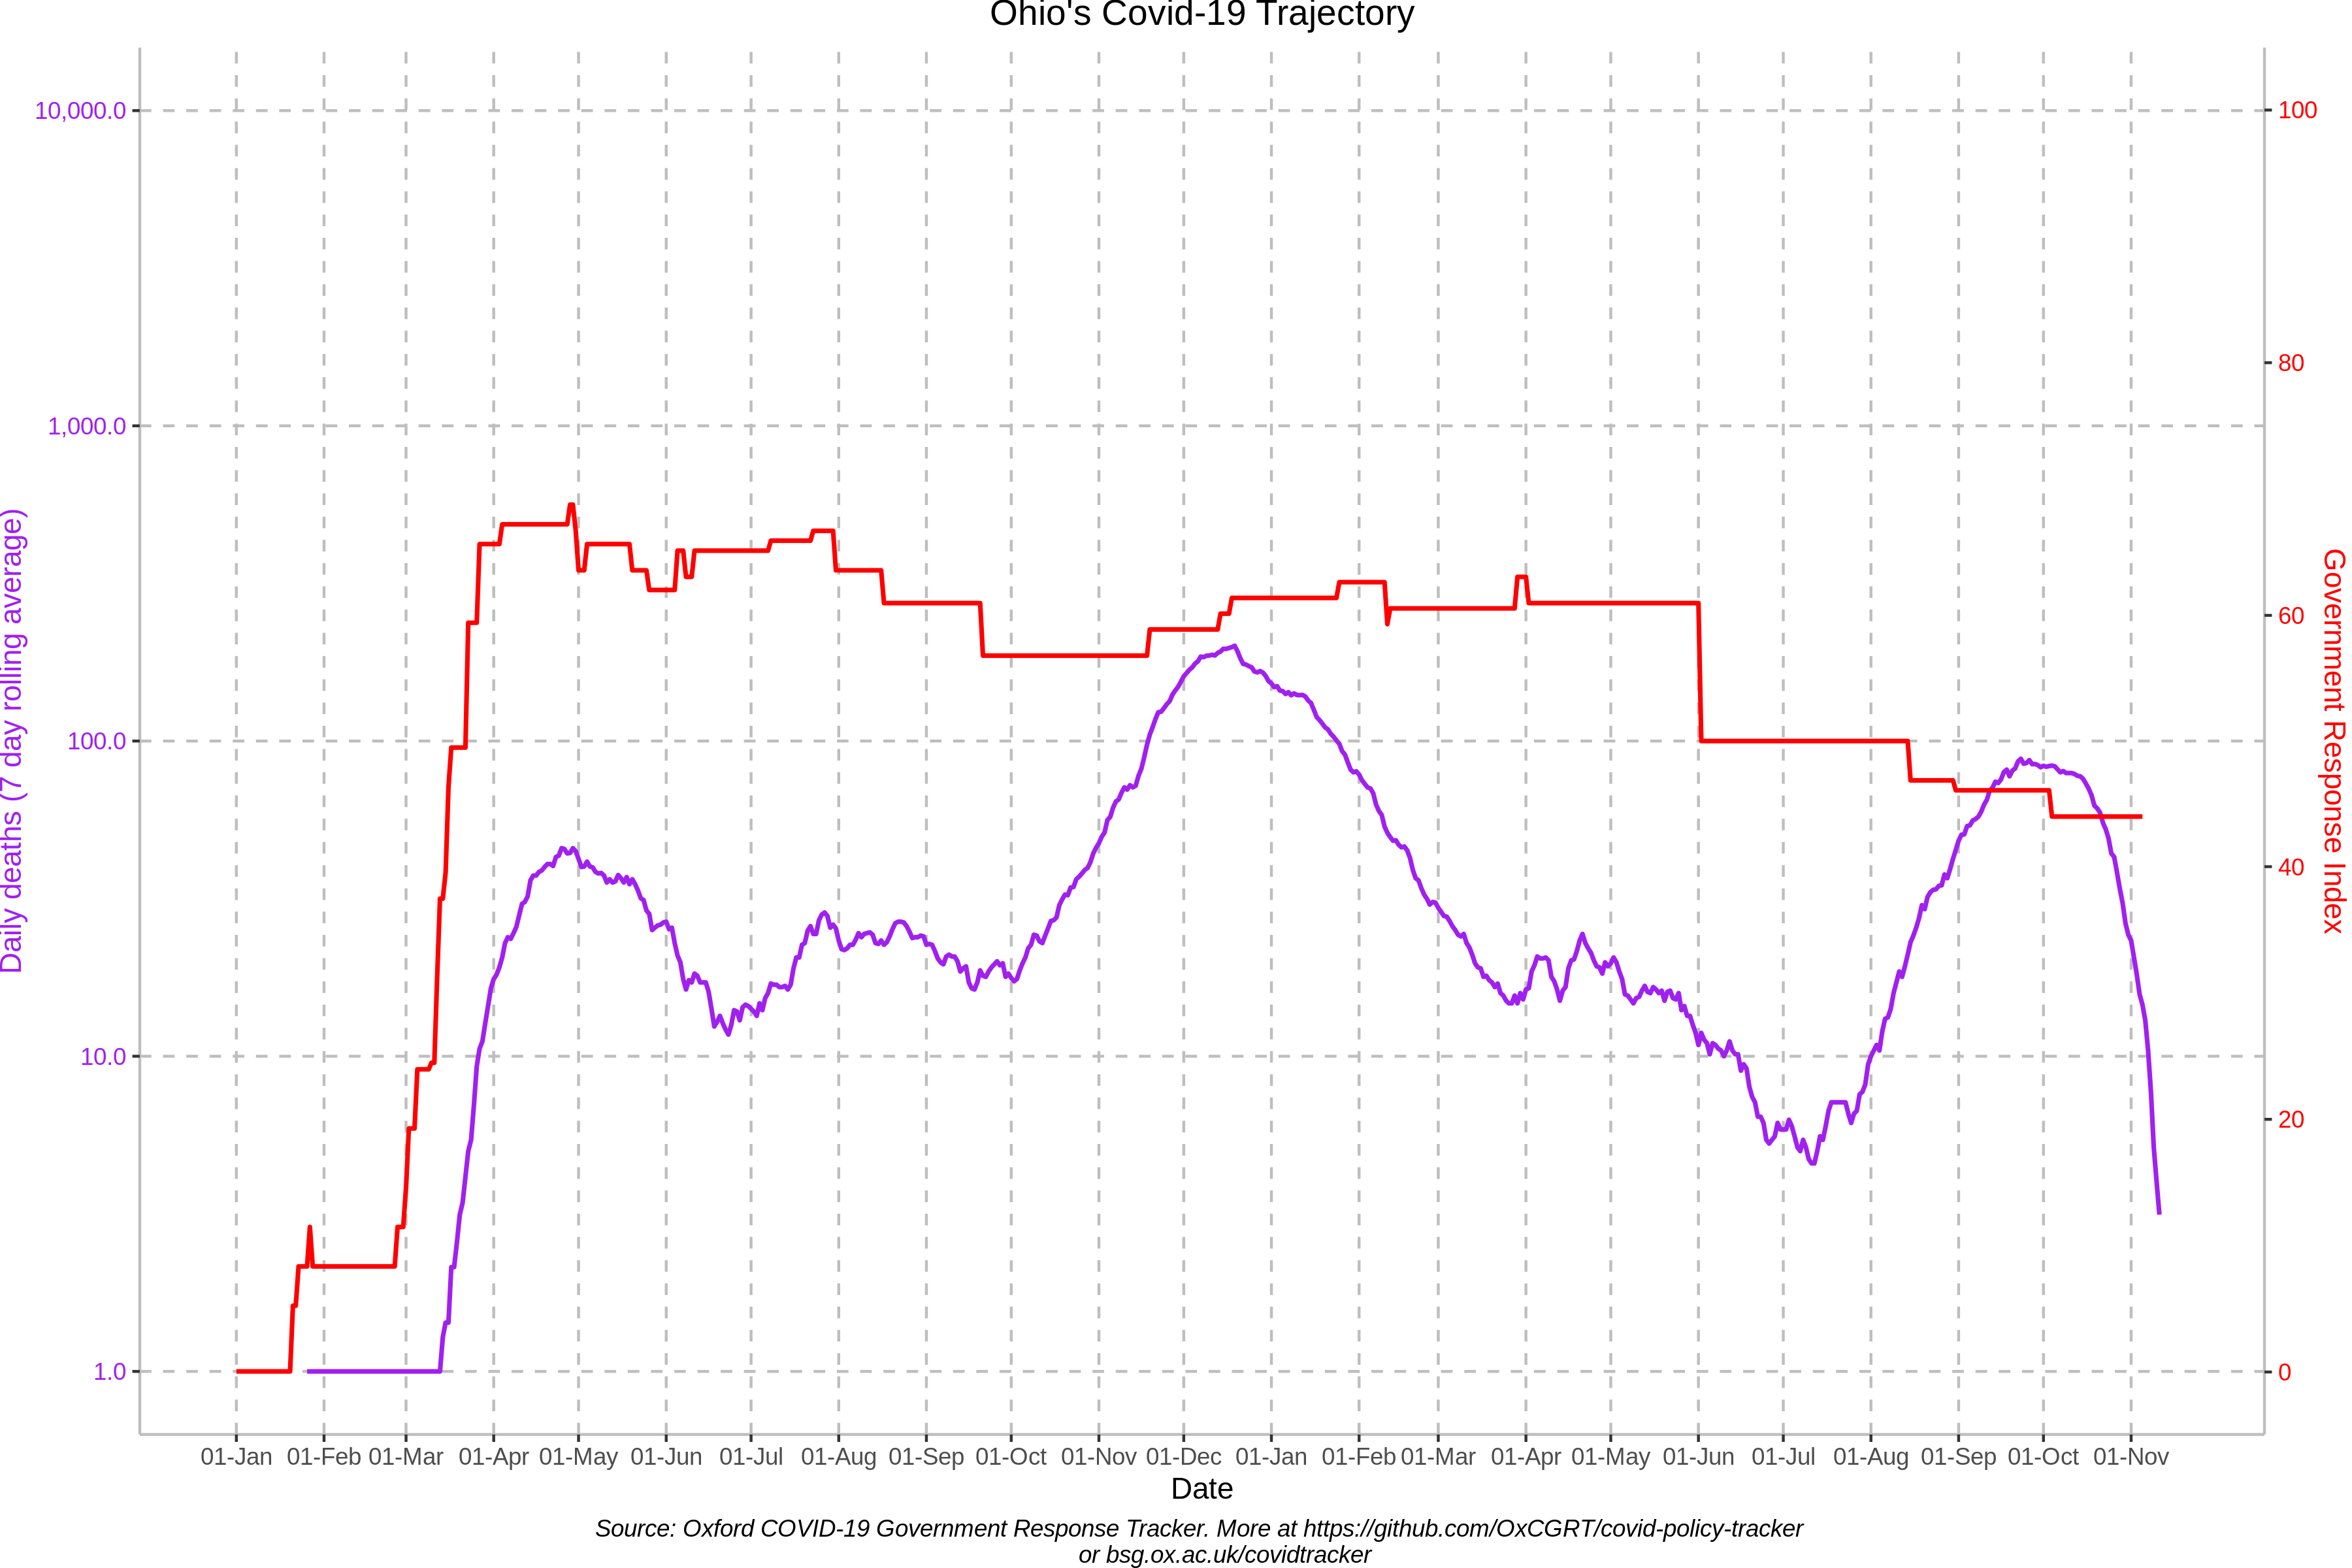 Ohio's Covid-19 Trajectory
10,000.0
1,000.0
100.0
10.0
1.0
Daily deaths (7 day rolling average)
100
80
60
40
20
0
Government Response Index
01-Jan 01-Feb 01-Mar 01-Apr 01-May 01-Jun 01-Jul 01-Aug 01-Sep 01-Oct 01-Nov 01-Dec 01-Jan 01-Feb 01-Mar 01-Apr 01-May 01-Jun 01-Jul 01-Aug 01-Sep 01-Oct 01-Nov
Date
Source: Oxford COVID-19 Government Response Tracker. More at https://github.com/OxCGRT/covid-policy-tracker
or bsg.ox.ac.uk/covidtracker